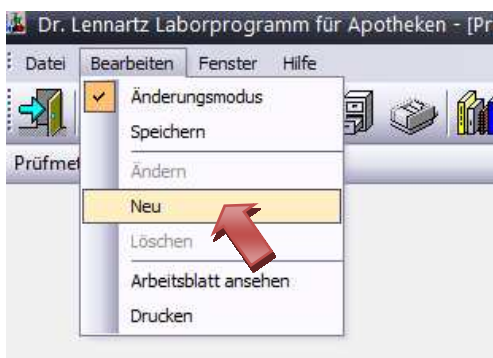 Dr. Lennartz Laborprogramm für Apotheken - [Pr
Datei Bearbeiten Fenster Hilfe
Änderungsmodus
Speichern
Prüfmet
Ändern
Neu
Löschen
Arbeitsblatt ansehen
Drucken